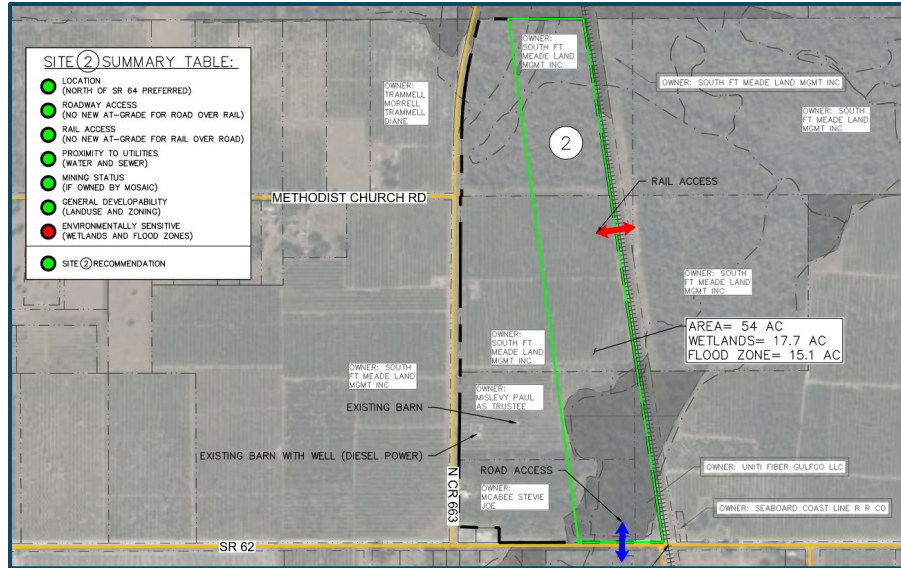 SITE 2 SUMMARY TABLE:
LOCATION
(NORTH OF SR 64 PREFERRED)
ROADWAY ACCESS
(NO NEW AT-GRADE FOR ROAD OVER RAIL)
RAIL ACCESS
(NO NEW AT-GRADE FOR RAIL OVER ROAD)
PROXIMITY TO UTILITIES
(WATER AND SEWER)
MINING STATUS
(IF OWNED BY MOSAIC)
GENERAL DEVELOPABILITY
(LANDUSE AND ZONING)
ENVIRONMENTALLY SENSITIVE
(WETLANDS AND FLOOD ZONES)
SITE 2 RECOMMENDATION
OWNER:
TRAMMELL
MORRELL
TRAMMELL
DIANE
OWNER:
SOUTH FT
MEADE LAND
MGMT INC
OWNER: SOUTH FT MEADE LAND MGMT INC
OWNER: SOUTH
FT MEADE LAND
MGMT INC
2
RAIL ACCESS
METHODIST CHURCH RD
OWNER: SOUTH
FT MEADE LAND
MGMT INC
AREA= 54 AC
WETLANDS= 17.7 AC
FLOOD ZONE= 15.1 AC
OWNER:
SOUTH FT
MEADE LAND
MGMT INC
OWNER: SOUTH
FT MEADE LAND
MGMT INC
OWNER:
MISLEVY PAUL
AS TRUSTEE
EXISTING BARN
EXISTING BARN WITH WELL (DIESEL POWER)
ROAD ACCESS
OWNER:
MCABEE STEVIE
JOE
N CR 663
OWNER: UNITI FIBER GULFCO LLC
OWNER: SEABOARD COAST LINE R R CO
SR 62